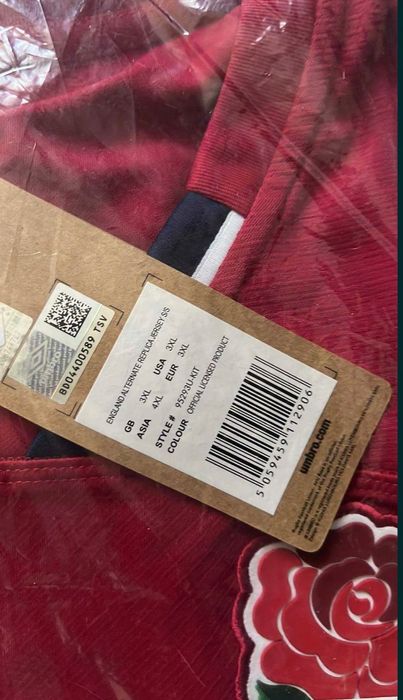 BD04400589 TSV
ENGLAND ALTERNATE REPLICA JERSEY S/S
GB 3XL USA 3XL
ASIA 4XL EUR 3XL
STYLE # 95293U-KIT
COLOUR OFFICIAL LICENSED PRODUCT
5 059459 112906
umbro.com